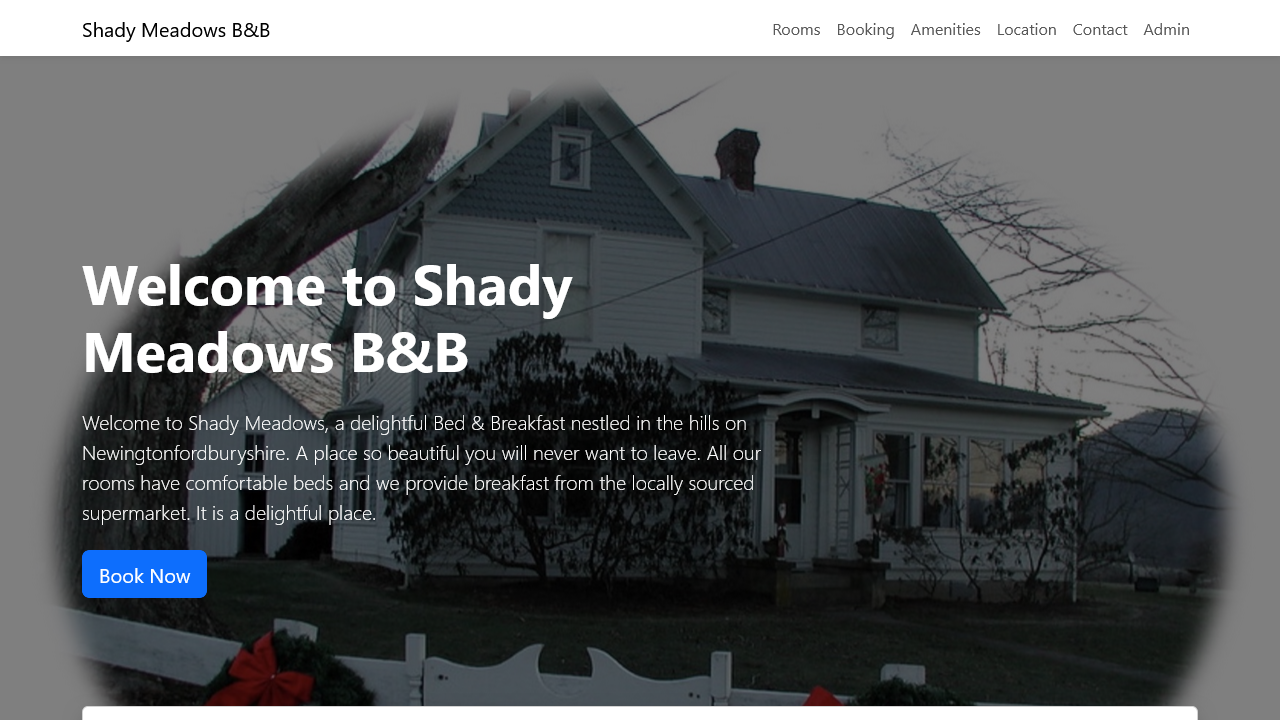 Shady Meadows B&B
Rooms Booking Amenities Location Contact Admin
Welcome to Shady
Meadows B&B
Welcome to Shady Meadows, a delightful Bed & Breakfast nestled in the hills on
Newingtonfordburyshire. A place so beautiful you will never want to leave. All our
rooms have comfortable beds and we provide breakfast from the locally sourced
supermarket. It is a delightful place.
Book Now